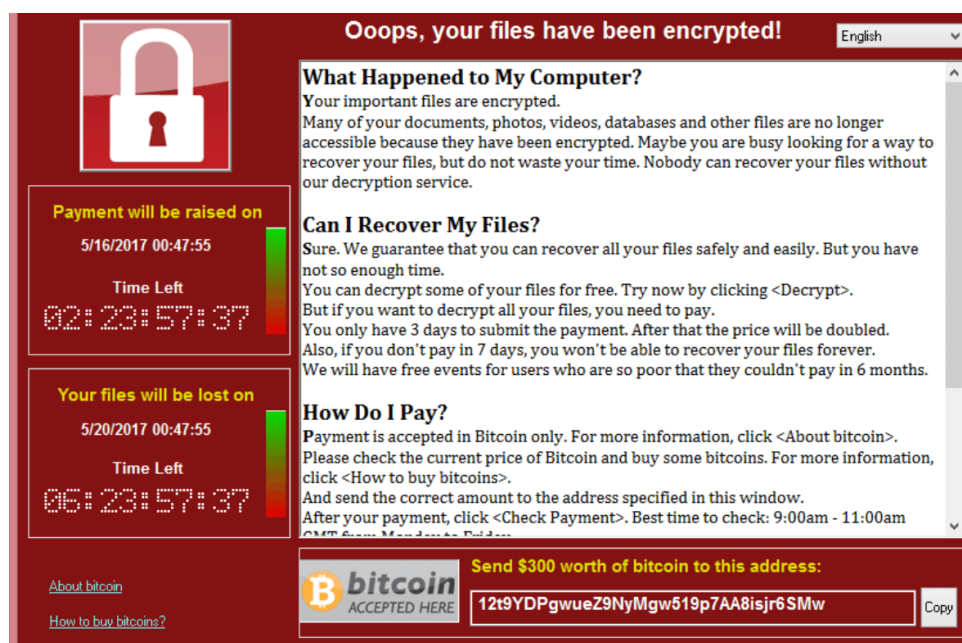 Ooops, your files have been encrypted!
English
What Happened to My Computer?
Your important files are encrypted.
Many of your documents, photos, videos, databases and other files are no longer
accessible because they have been encrypted. Maybe you are busy looking for a way to
recover your files, but do not waste your time. Nobody can recover your files without
our decryption service.
Can I Recover My Files?
Sure. We guarantee that you can recover all your files safely and easily. But you have
not so enough time.
You can decrypt some of your files for free. Try now by clicking <Decrypt>.
But if you want to decrypt all your files, you need to pay.
You only have 3 days to submit the payment. After that the price will be doubled.
Also, if you don't pay in 7 days, you won't be able to recover your files forever.
We will have free events for users who are so poor that they couldn't pay in 6 months.
How Do I Pay?
Payment is accepted in Bitcoin only. For more information, click <About bitcoin>.
Please check the current price of Bitcoin and buy some bitcoins. For more information,
click <How to buy bitcoins>.
And send the correct amount to the address specified in this window.
After your payment, click <Check Payment>. Best time to check: 9:00am - 11:00am
GMT from Monday to Friday.
Payment will be raised on
5/16/2017 00:47:55
Time Left
02:23:57:37
Your files will be lost on
5/20/2017 00:47:55
Time Left
06:23:57:37
About bitcoin
How to buy bitcoins?
bitcoin
ACCEPTED HERE
Send $300 worth of bitcoin to this address:
12t9YDPgwueZ9NyMgw519p7AA8isjr6SMw
Copy